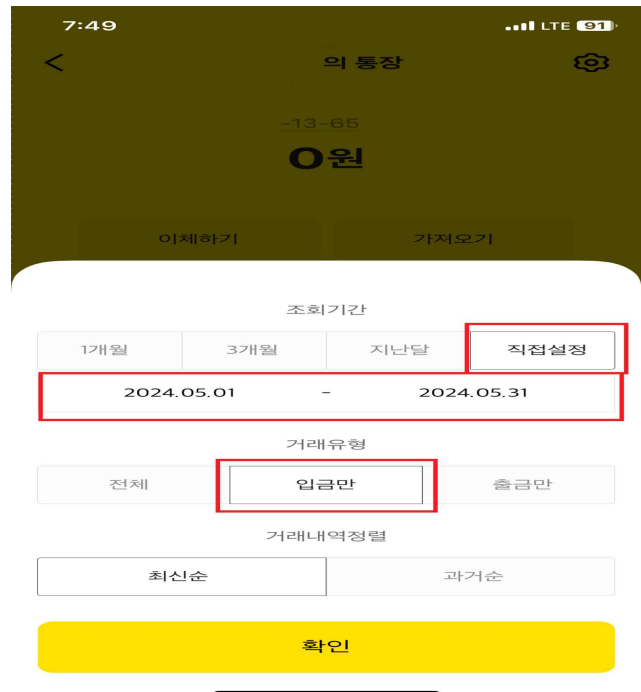 7:49 LTE 91
의 통장
-13-65
0원
이체하기 가져오기
조회기간
1개월 3개월 지난달 직접설정
2024.05.01 - 2024.05.31
거래유형
전체 입금만 출금만
거래내역정렬
최신순 과거순
확인